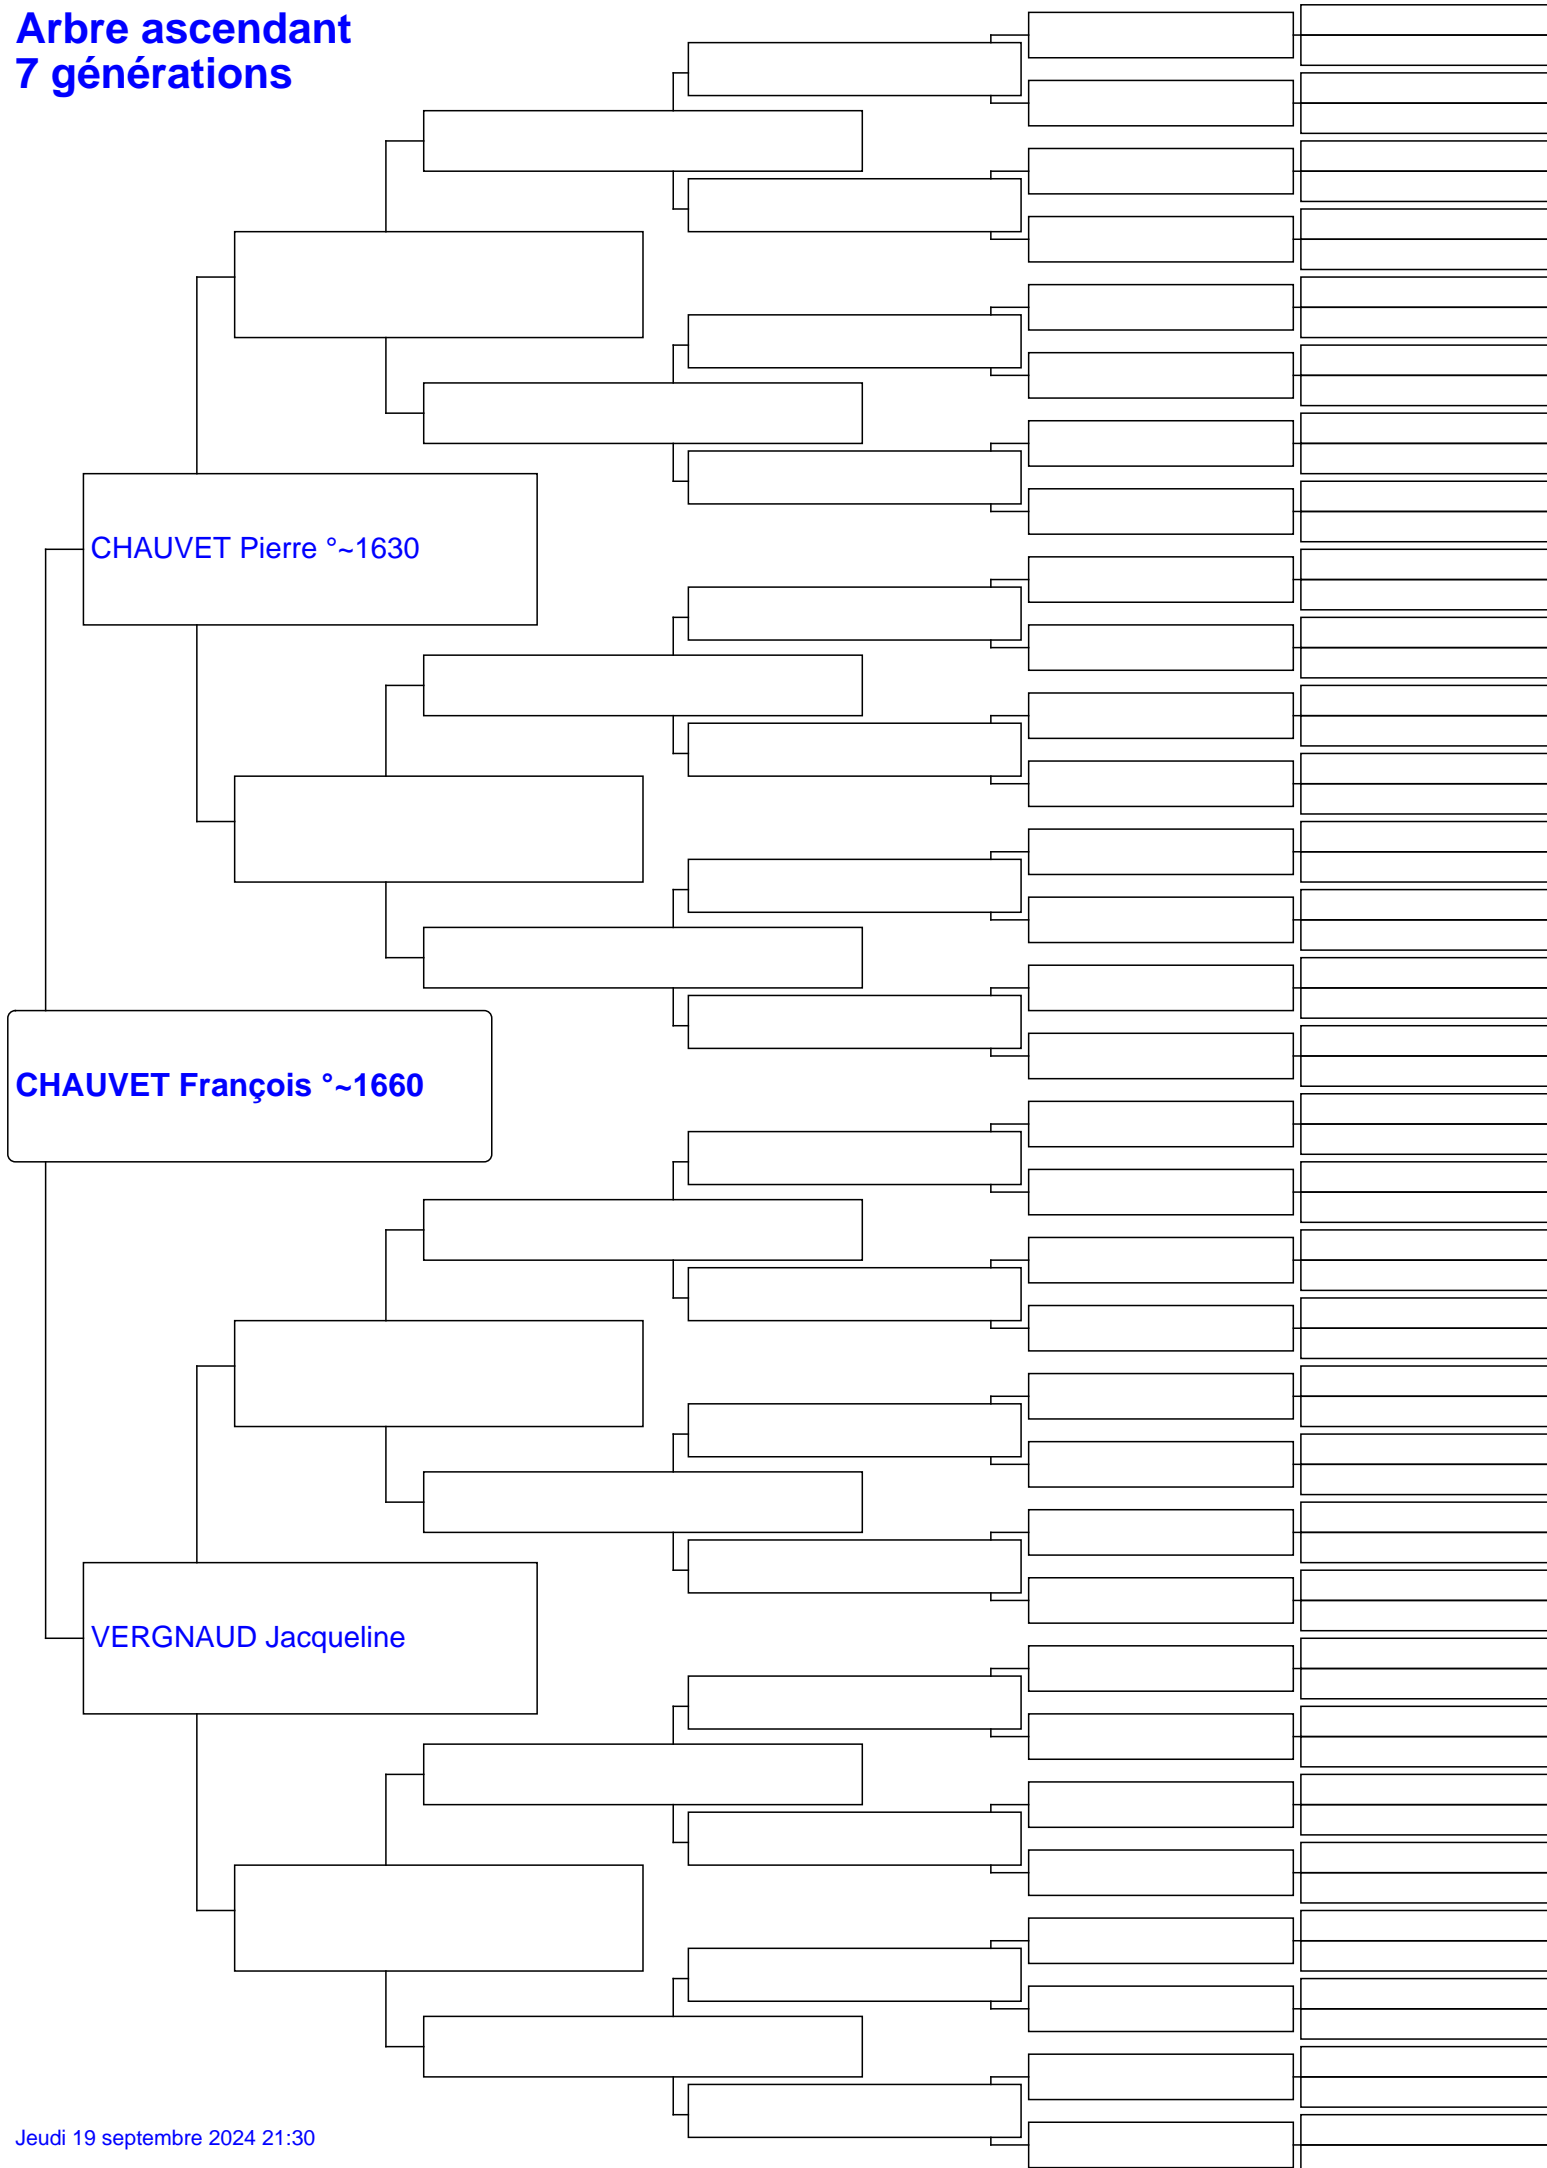 Arbre ascendant
7 générations
CHAUVET Pierre °~1630
CHAUVET François °~1660
VERGNAUD Jacqueline
Jeudi 19 septembre 2024 21:30